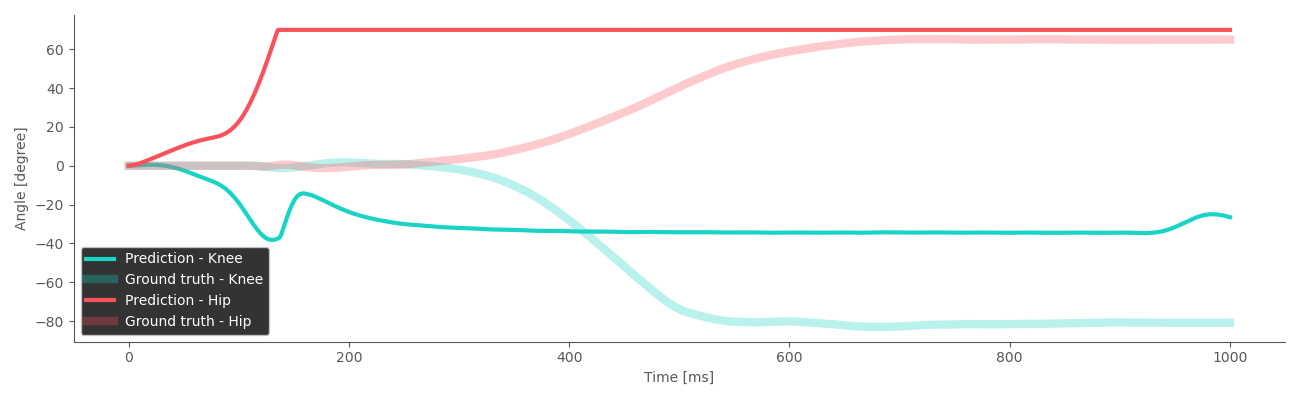 60
40
20
0
−20
−40
−60
−80
Angle [degree]
Prediction - Knee
Ground truth - Knee
Prediction - Hip
Ground truth - Hip
0 200 400 600 800 1000
Time [ms]